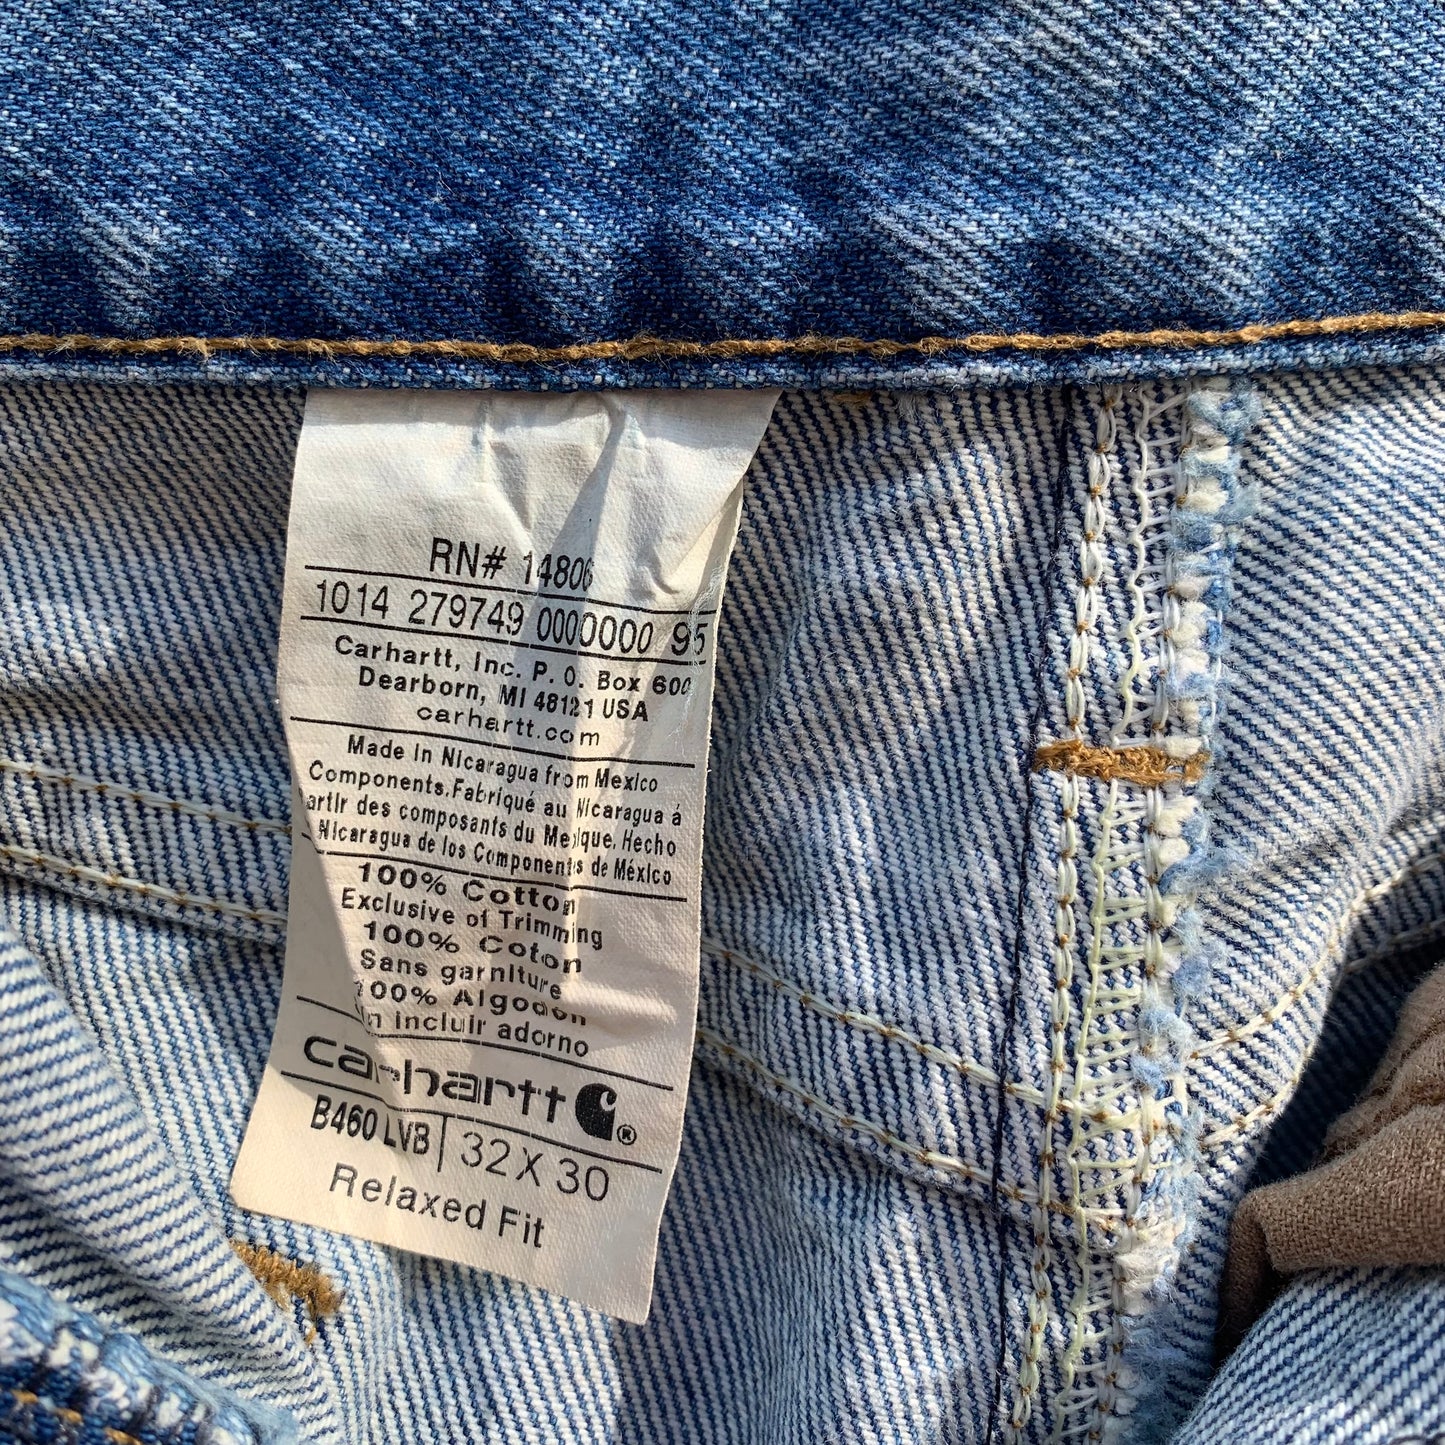 RN# 14806
1014 279749 0000000 95
Carhartt, Inc. P. O. Box 600
Dearborn, MI 48121 USA
carhartt.com
Made in Nicaragua from Mexico
Components. Fabriqué au Nicaragua á
artir des composants du Mexique. Hecho
Nicaragua de los Componentes de México
100% Cotton
Exclusive of Trimming
100% Coton
Sans garniture
100% Algodon
in incluir adorno
carhartt ®
B460 LVB | 32 X 30
Relaxed Fit